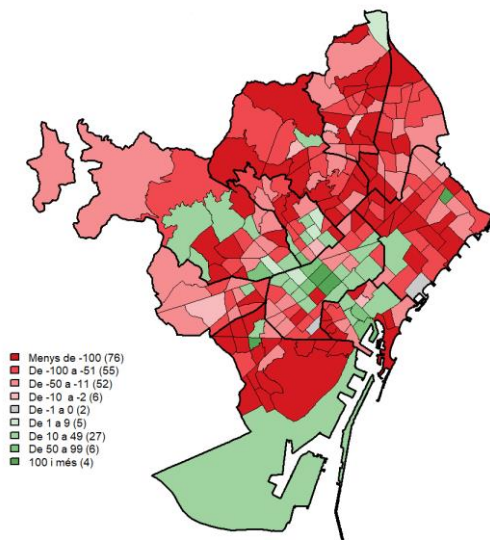 Menys de -100 (76)
De -100 a -51 (55)
De -50 a -11 (52)
De -10 a -2 (6)
De -1 a 0 (2)
De 1 a 9 (5)
De 10 a 49 (27)
De 50 a 99 (6)
100 i més (4)